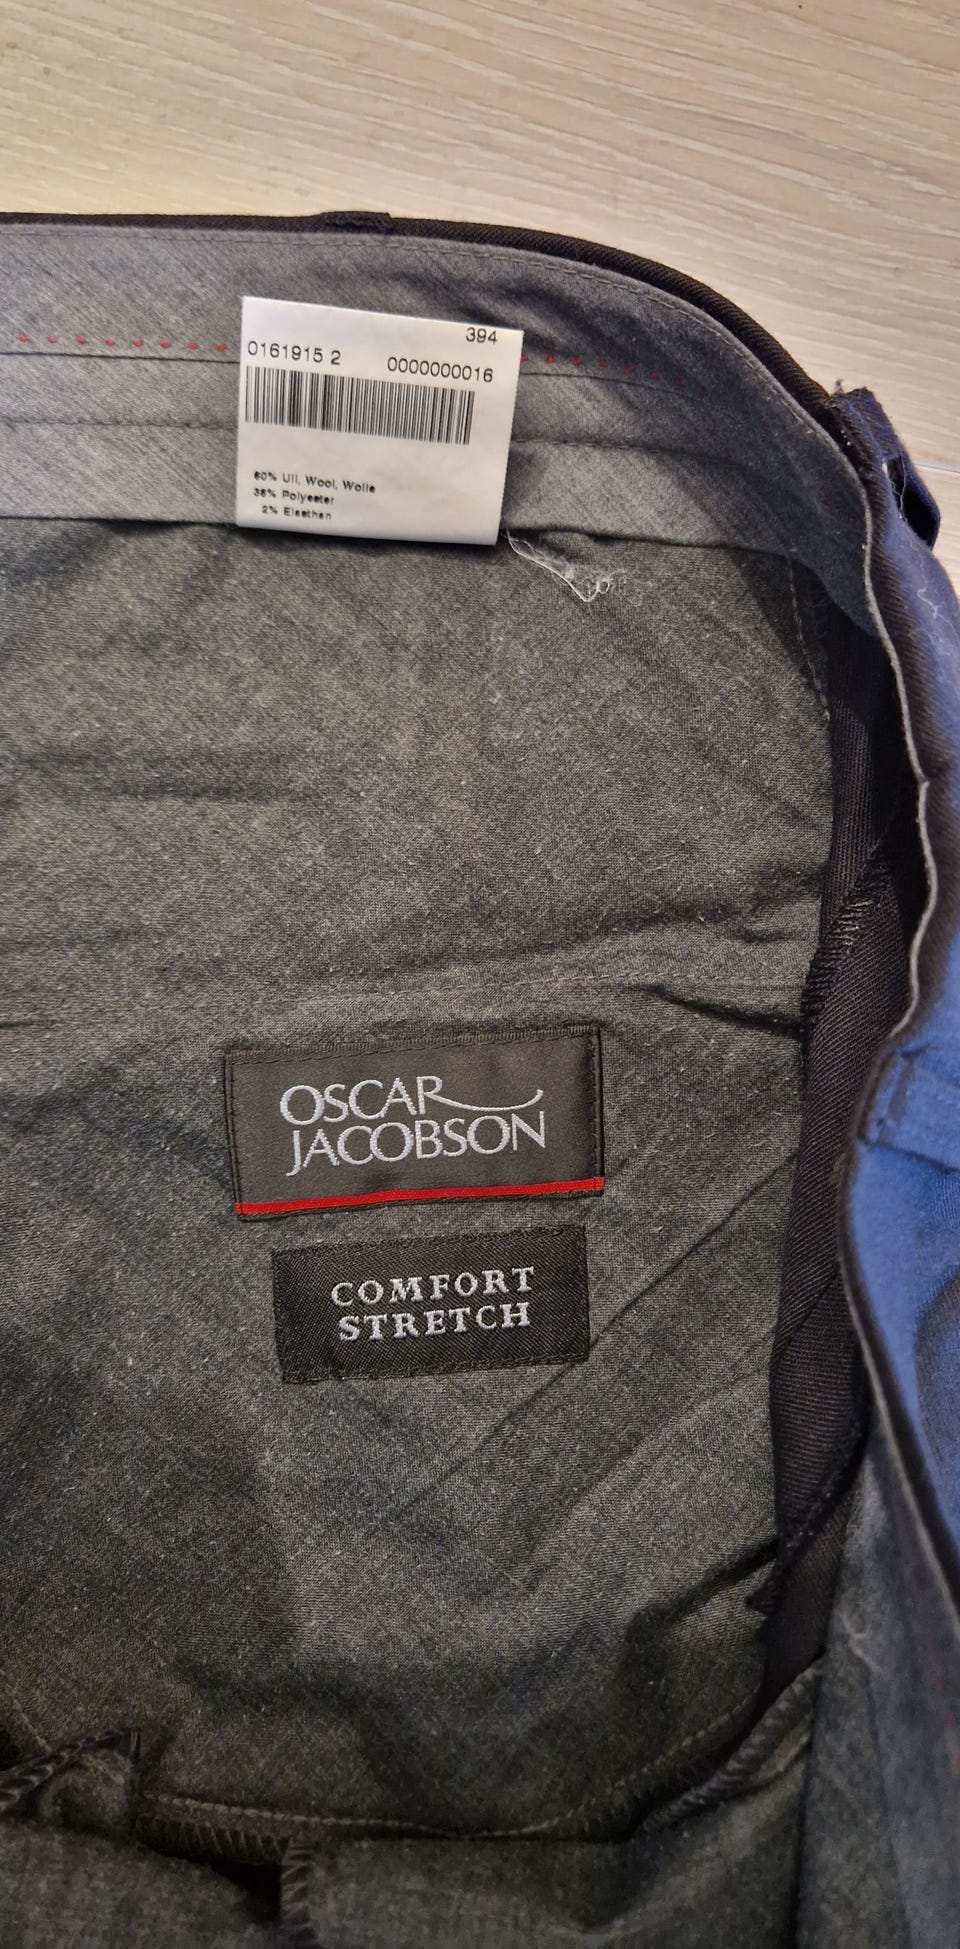 394
0161915 2 0000000016
60% Ull, Wool, Wolle
38% Polyester
2% Elasthan
OSCAR
JACOBSON
COMFORT
STRETCH